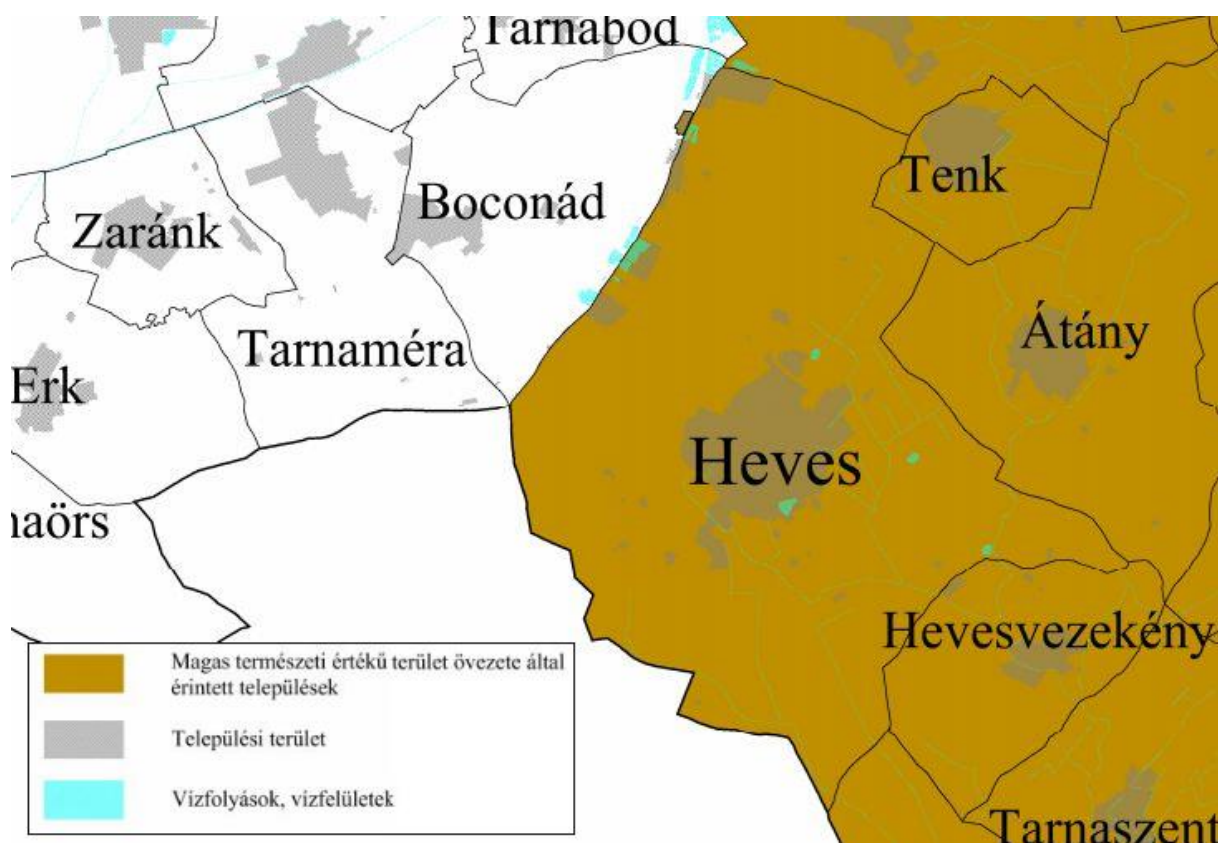 Tarnabod
Tenk
Boconád
Zaránk
Átány
Tarnaméra
Erk
Heves
naörs
Hevesvezekény
Magas természeti értékű terület övezete által
érintett települések
Települési terület
Vízfolyások, vízfelületek
Tarnaszent